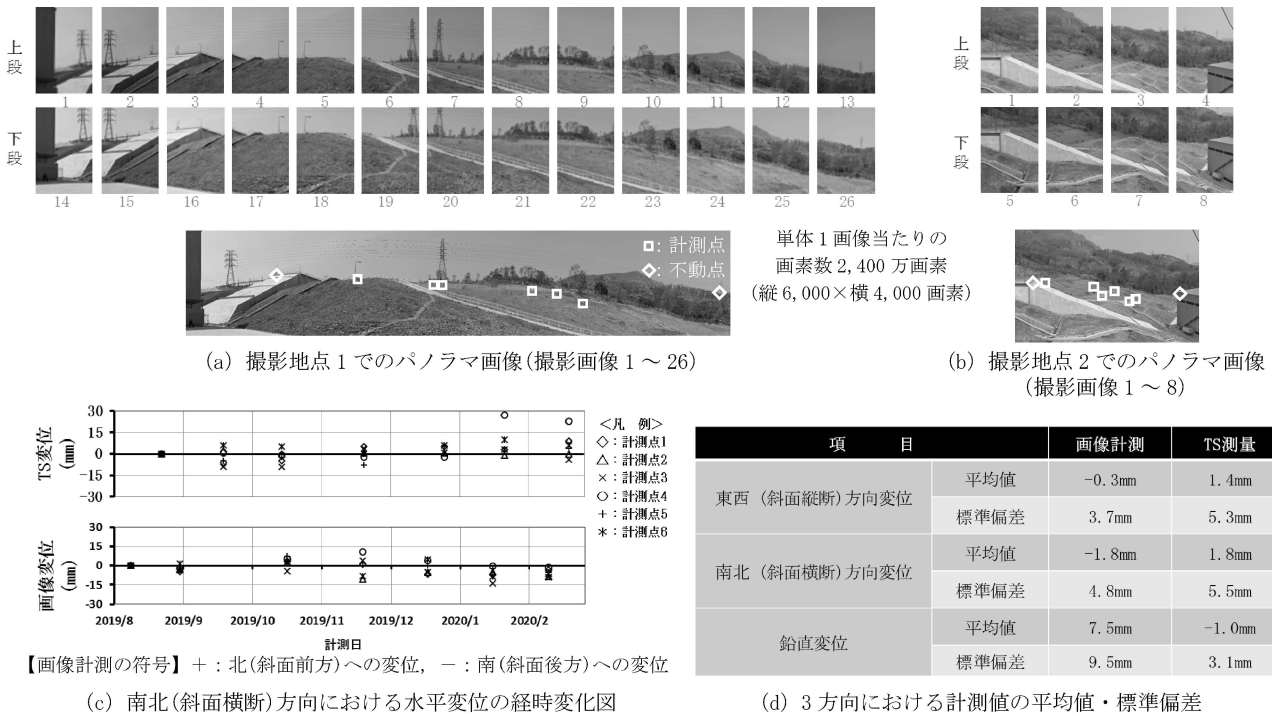 上段
1 2 3 4 5 6 7 8 9 10 11 12 13
下段
14 15 16 17 18 19 20 21 22 23 24 25 26
□: 計測点
◇: 不動点
(a) 撮影地点1でのパノラマ画像(撮影画像1～26)
単体1画像当たりの
画素数2,400万画素
(縦6,000×横4,000画素)
上段
1 2 3 4
下段
5 6 7 8
(b) 撮影地点2でのパノラマ画像
(撮影画像1～8)
TS変位
(mm)
30
15
0
-15
-30
画像変位
(mm)
30
15
0
-15
-30
2019/8 2019/9 2019/10 2019/11 2019/12 2020/1 2020/2
計測日
<凡 例>
◇:計測点1
△:計測点2
×:計測点3
○:計測点4
+:計測点5
*:計測点6
【画像計測の符号】+:北(斜面前方)への変位, －:南(斜面後方)への変位
(c) 南北(斜面横断)方向における水平変位の経時変化図
項 目 画像計測 TS測量
東西 (斜面縦断)方向変位 平均値 -0.3mm 1.4mm
標準偏差 3.7mm 5.3mm
南北 (斜面横断)方向変位 平均値 -1.8mm 1.8mm
標準偏差 4.8mm 5.5mm
鉛直変位 平均値 7.5mm -1.0mm
標準偏差 9.5mm 3.1mm
(d) 3方向における計測値の平均値・標準偏差